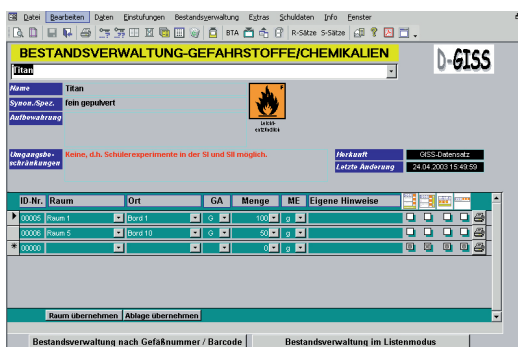 Datei Bearbeiten Daten Einstufungen Bestandsverwaltung Extras Schuldaten Info Fenster
BTA R-Sätze S-Sätze
BESTANDSVERWALTUNG-GEFAHRSTOFFE/CHEMIKALIEN
D-GISS
Titan
Name Titan
Synon./Spez. fein gepulvert
Aufbewahrung
F
Leicht-
entzündlich
Umgangsbe-
schränkungen
Keine, d.h. Schülerexperimente in der SI und SII möglich.
Herkunft GISS-Datensatz
Letzte Änderung 24.04.2003 15:49:59
ID-Nr. Raum Ort GA Menge ME Eigene Hinweise
00005 Raum 1 Bord 1 G 100 g
00006 Raum 5 Bord 10 G 50 g
* 00000 0 g
Raum übernehmen Ablage übernehmen
Bestandsverwaltung nach Gefäßnummer / Barcode Bestandsverwaltung im Listenmodus